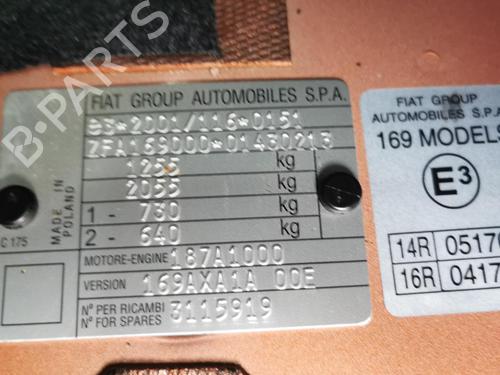 B-PARTS
FIAT GROUP AUTOMOBILES S.P.A.
e3*2001/116*0151
ZFA169000*01430213
1255 kg
2055 kg
1 - 730 kg
2 - 640 kg
MADE IN
POLAND
C 175
MOTORE-ENGINE 187A1000
VERSION 169AXA1A 00E
Nº PER RICAMBI
Nº FOR SPARES 3115919
FIAT GROUP
AUTOMOBILES S.P.A
169 MODELS
E3
14R 0517
16R 0417